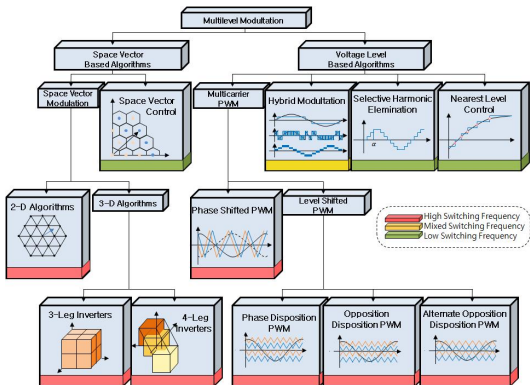 Multilevel Modultation
Space Vector
Based Algorithms
Voltage Level
Based Algorithms
Space Vector
Modulation
Space Vector
Control
Multicarrier
PWM
Hybrid Modultation
Selective Harmonic
Elemination
α
Nearest Level
Control
2-D Algorithms
3-D Algorithms
Phase Shifted PWM
Level Shifted
PWM
High Switching Frequency
Mixed Switching Frequency
Low Switching Frequency
3-Leg Inverters
4-Leg
Inverters
Phase Disposition
PWM
Opposition
Disposition PWM
Alternate Opposition
Disposition PWM